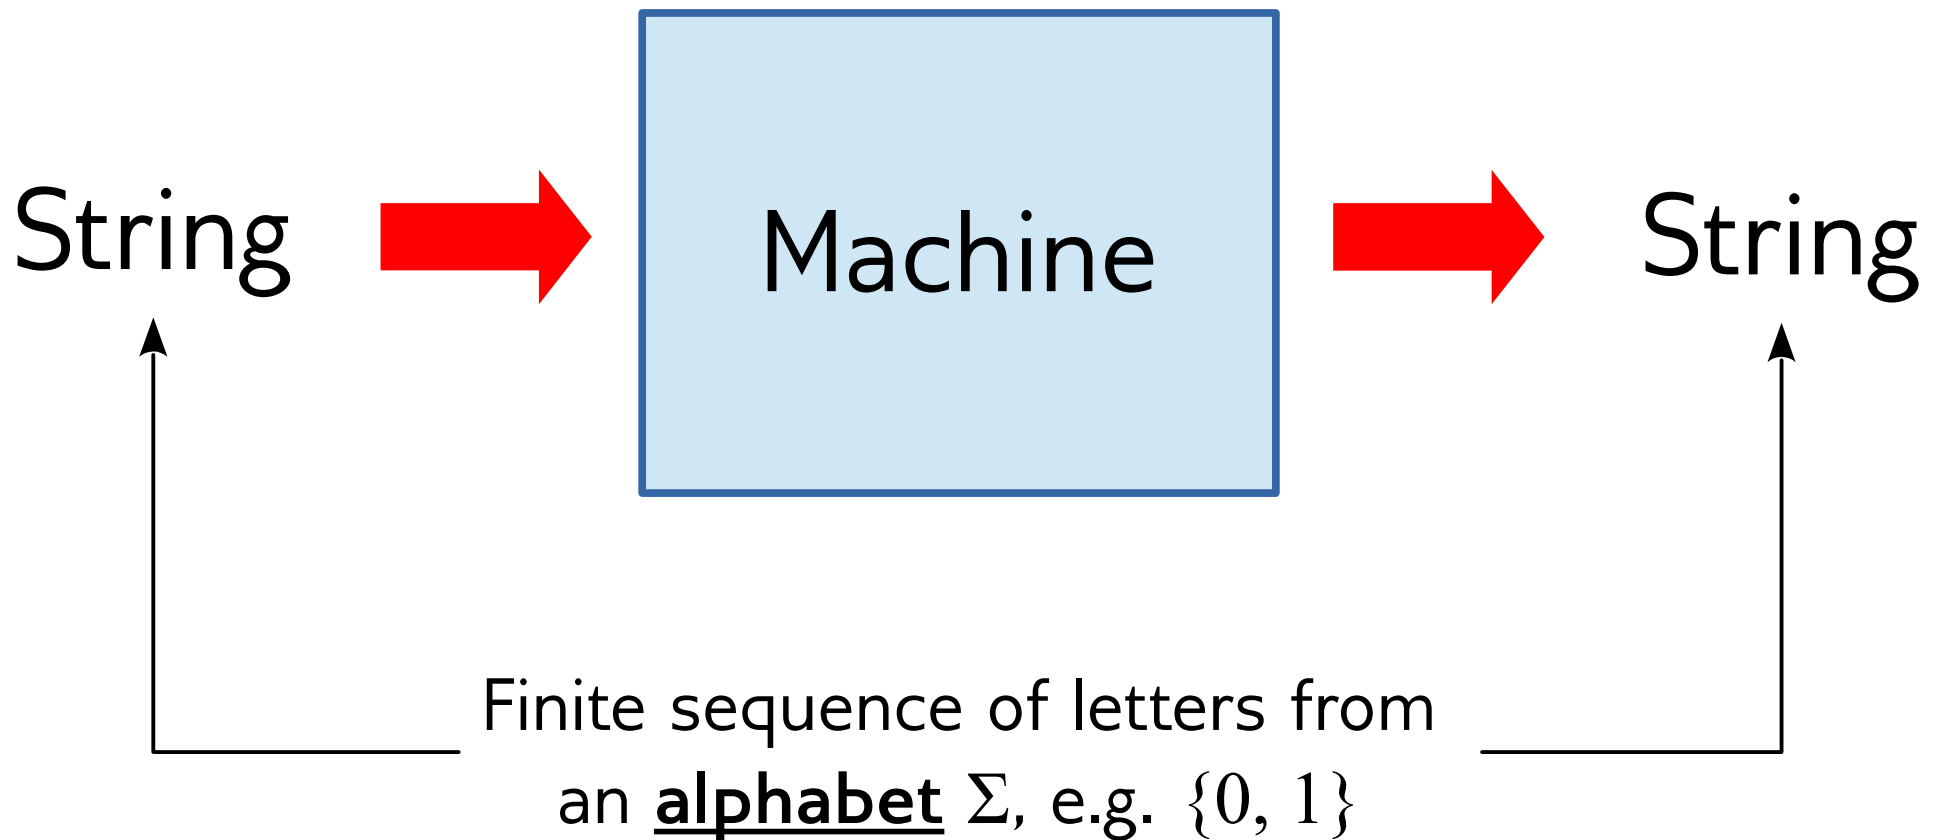 String
Machine
String
Finite sequence of letters from
an alphabet Σ, e.g. {0, 1}